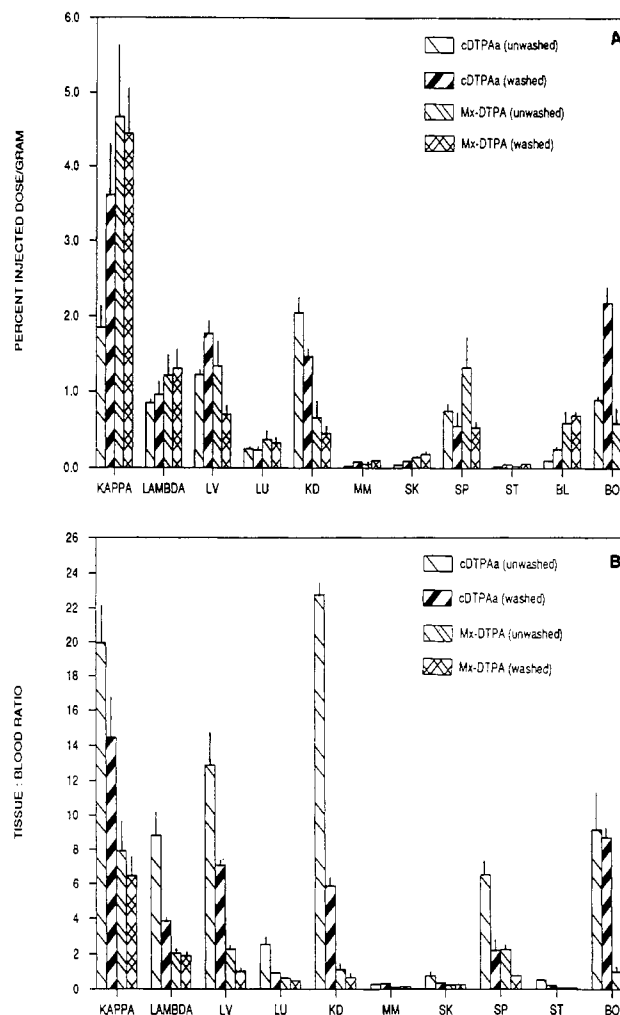 A
cDTPAa (unwashed)
cDTPAa (washed)
Mx-DTPA (unwashed)
Mx-DTPA (washed)
PERCENT INJECTED DOSE/GRAM
6.0
5.0
4.0
3.0
2.0
1.0
0.0
KAPPA LAMBDA LV LU KD MM SK SP ST BL BO
B
cDTPAa (unwashed)
cDTPAa (washed)
Mx-DTPA (unwashed)
Mx-DTPA (washed)
TISSUE : BLOOD RATIO
26
24
22
20
18
16
14
12
10
8
6
4
2
0
KAPPA LAMBDA LV LU KD MM SK SP ST BO